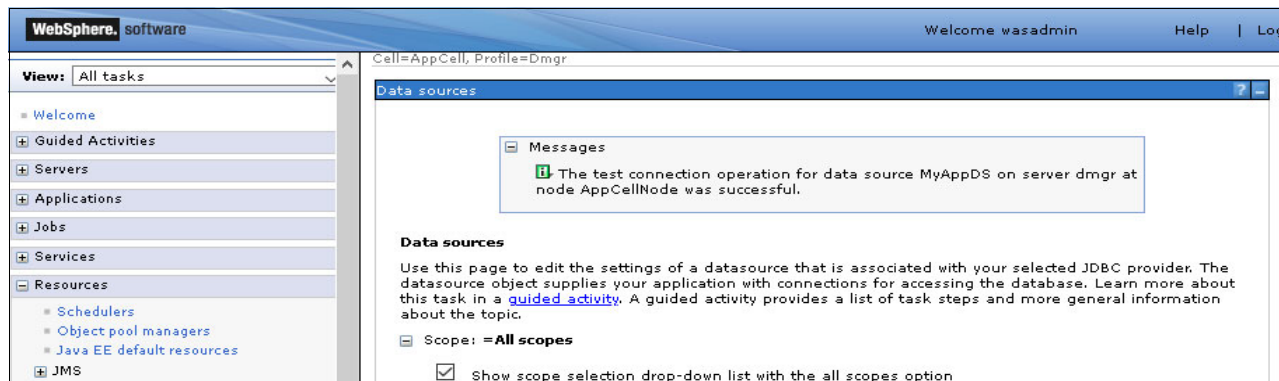 WebSphere. software
Welcome wasadmin
Help
|
Cell=AppCell, Profile=Dmgr
View: All tasks
Welcome
Guided Activities
Servers
Applications
Jobs
Services
Resources
Schedulers
Object pool managers
Java EE default resources
JMS
Data sources
? _
Messages
The test connection operation for data source MyAppDS on server dmgr at
node AppCellNode was successful.
Data sources
Use this page to edit the settings of a datasource that is associated with your selected JDBC provider. The
datasource object supplies your application with connections for accessing the database. Learn more about
this task in a guided activity. A guided activity provides a list of task steps and more general information
about the topic.
Scope: =All scopes
Show scope selection drop-down list with the all scopes option